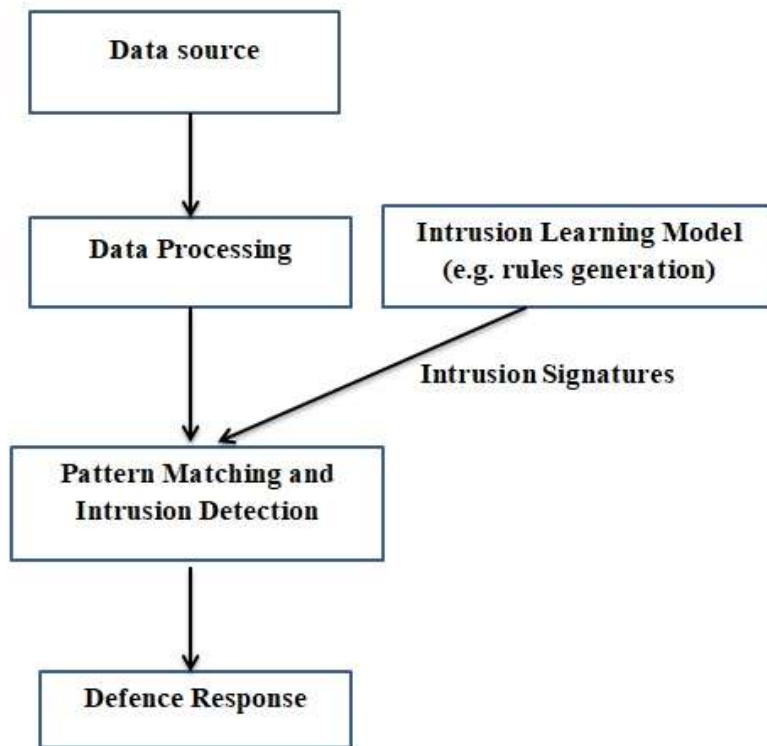 Data source
Data Processing
Intrusion Learning Model
(e.g. rules generation)
Intrusion Signatures
Pattern Matching and
Intrusion Detection
Defence Response